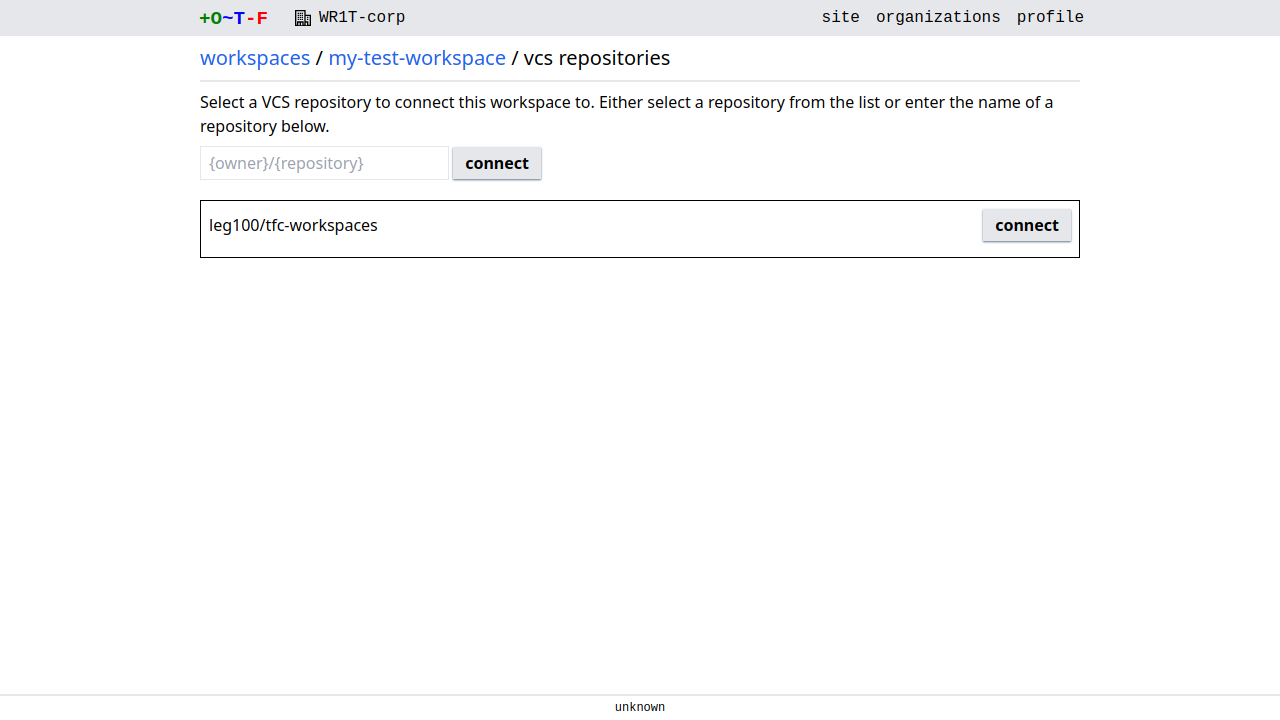 +O~T-F WR1T-corp site organizations profile
workspaces / my-test-workspace / vcs repositories
Select a VCS repository to connect this workspace to. Either select a repository from the list or enter the name of a
repository below.
{owner}/{repository} connect
leg100/tfc-workspaces connect
unknown